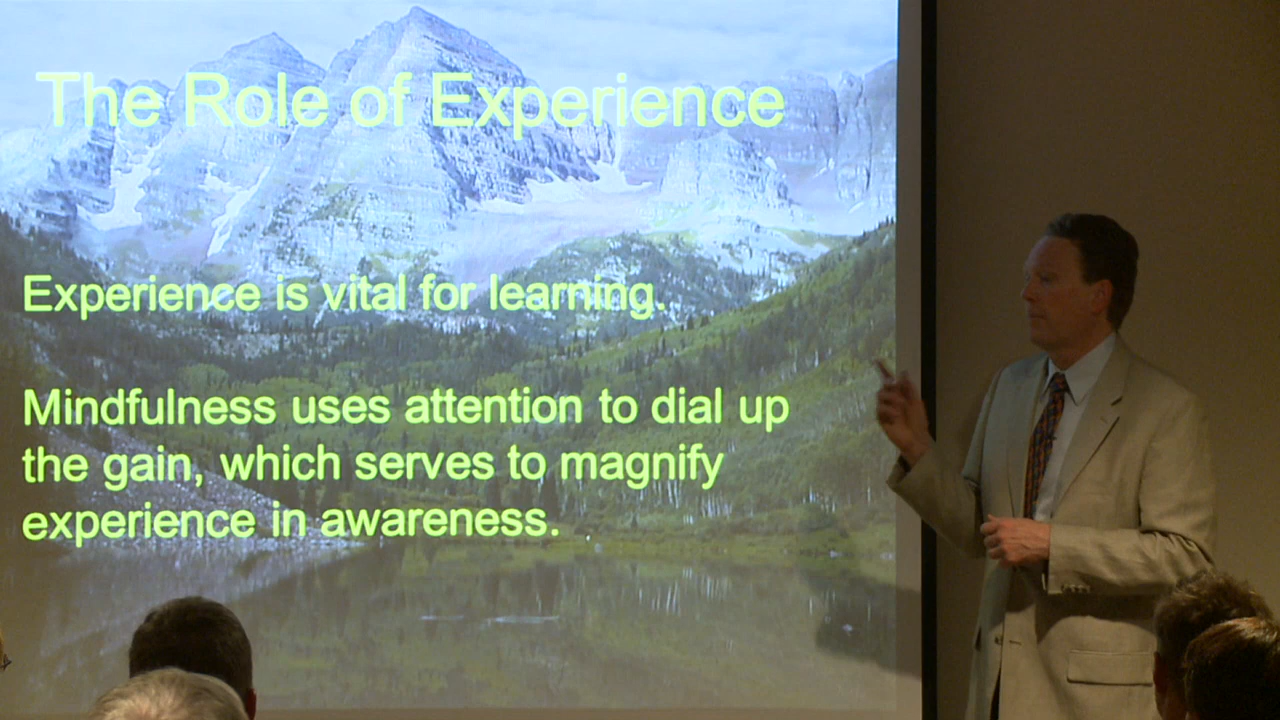 The Role of Experience
Experience is vital for learning.
Mindfulness uses attention to dial up
the gain, which serves to magnify
experience in awareness.